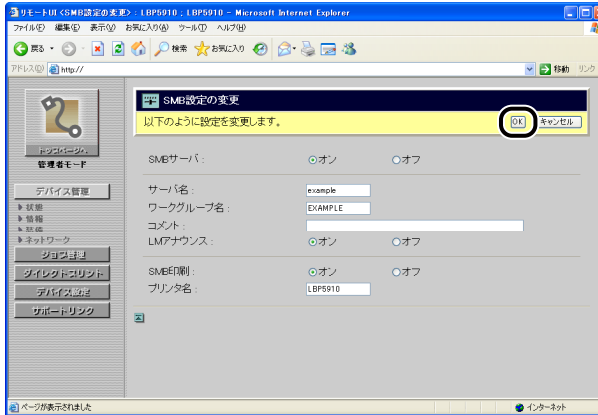 リモートUI <SMB設定の変更> : LBP5910 ; LBP5910 - Microsoft Internet Explorer
ファイル(F) 編集(E) 表示(V) お気に入り(A) ツール(T) ヘルプ(H)
戻る 検索 お気に入り
アドレス(D) http:// 移動 リンク
SMB設定の変更
以下のように設定を変更します。 OK キャンセル
トップページへ
管理者モード
デバイス管理
状態
情報
装備
ネットワーク
ジョブ管理
ダイレクトプリント
デバイス設定
サポートリンク
SMBサーバ : オン オフ
サーバ名 : example
ワークグループ名 : EXAMPLE
コメント :
LMアナウンス : オン オフ
SMB印刷 : オン オフ
プリンタ名 : LBP5910
ページが表示されました インターネット